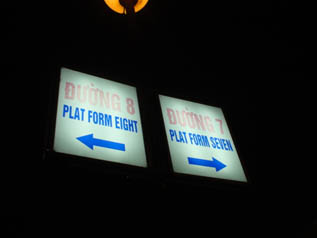 ĐƯỜNG 8
PLAT FORM EIGHT
ĐƯỜNG 7
PLAT FORM SEVEN